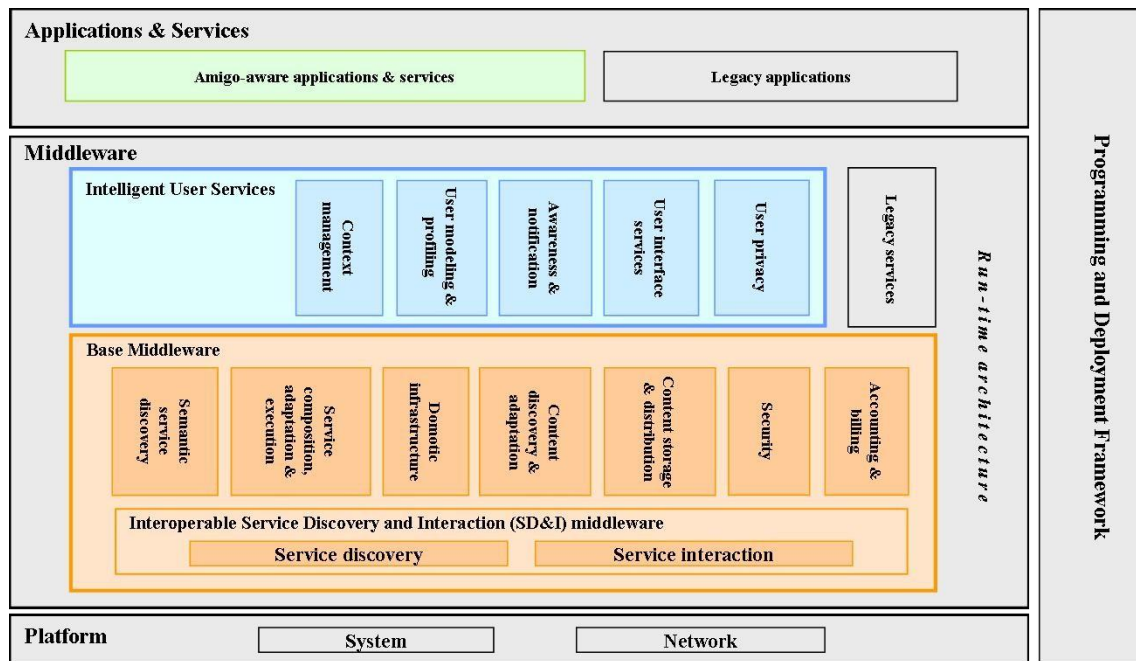 Applications & Services
Amigo-aware applications & services
Legacy applications
Middleware
Intelligent User Services
Context
management
User modeling &
profiling
Awareness &
notification
User interface
services
User privacy
Legacy services
Base Middleware
Semantic
service
discovery
Service
composition,
adaptation &
execution
Domotic
infrastructure
Content
discovery &
adaptation
Content storage
& distribution
Security
Accounting &
billing
Interoperable Service Discovery and Interaction (SD&I) middleware
Service discovery
Service interaction
Run-time architecture
Platform
System
Network
Programming and Deployment Framework